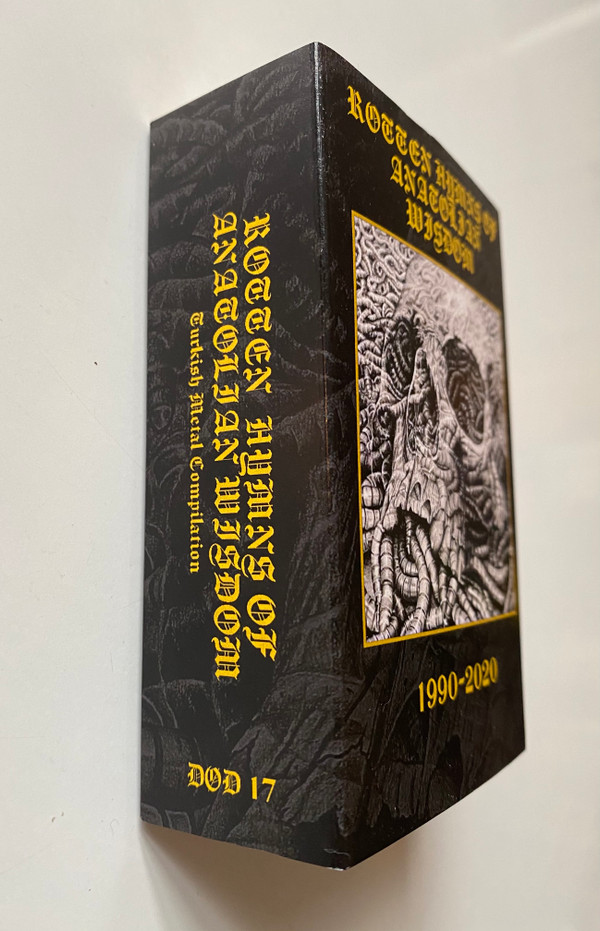 ROTTEN HYMNS OF
ANATOLIAN WISDOM
Turkish Metal Compilation
DOD 17
ROTTEN HYMNS OF
ANATOLIAN
WISDOM
1990-2020